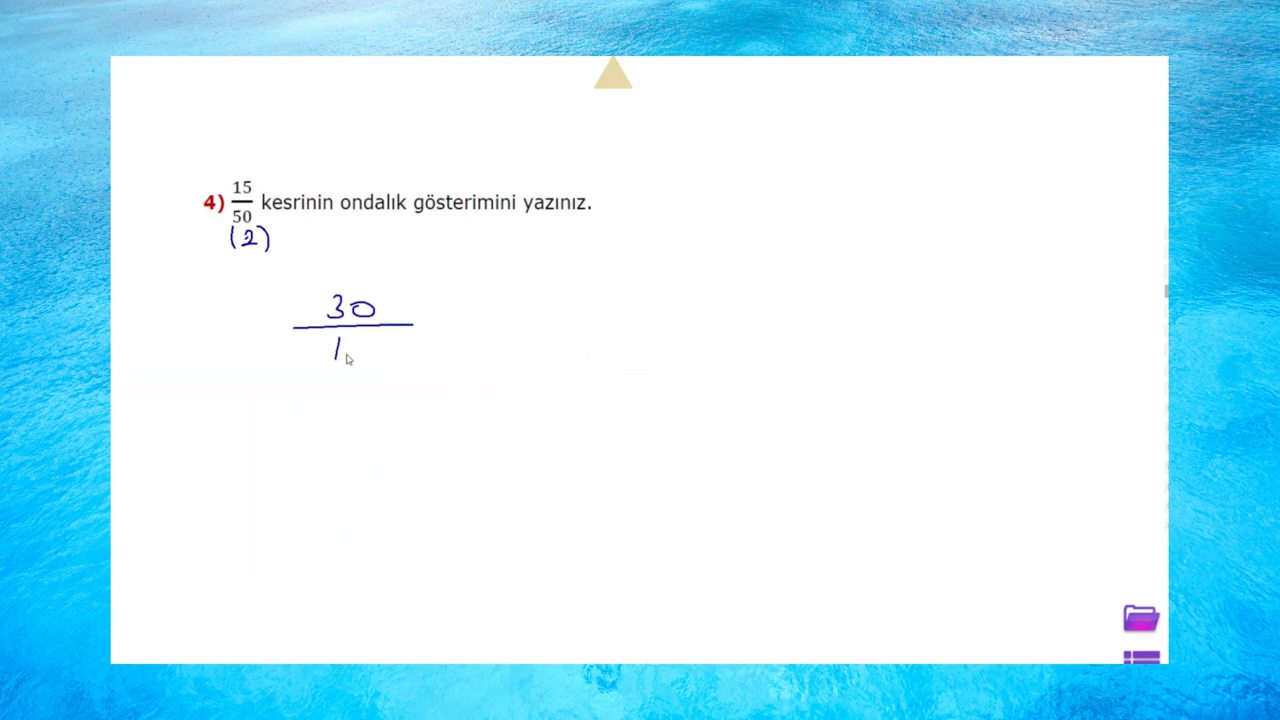 4) 15/50 kesrinin ondalık gösterimini yazınız.
(2)
30
1